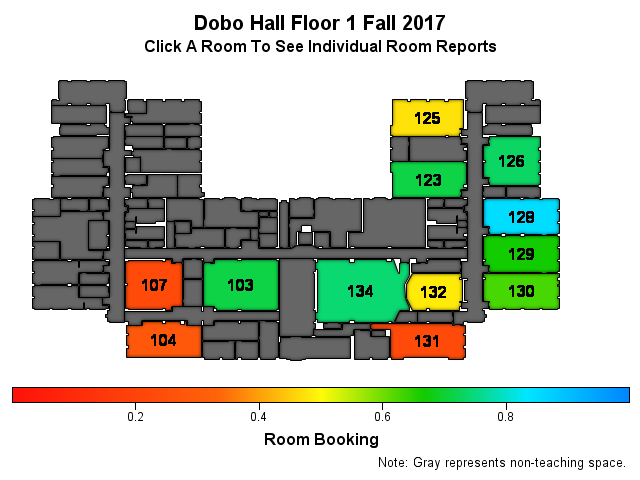 Dobo Hall Floor 1 Fall 2017
Click A Room To See Individual Room Reports
125
126
123
128
129
107
103
134
132
130
104
131
0.2 0.4 0.6 0.8
Room Booking
Note: Gray represents non-teaching space.